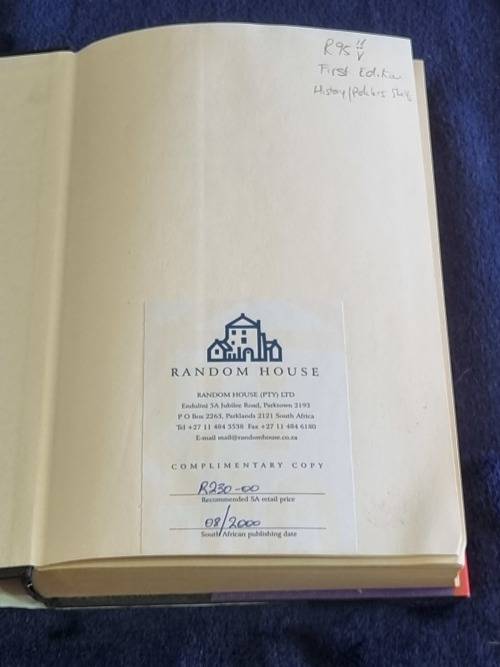 R95
First Edition
History/Politics
RANDOM HOUSE
RANDOM HOUSE (PTY) LTD
Endulini 5A Jubilee Road, Parktown 2193
P O Box 2263, Parklands 2121 South Africa
Tel +27 11 484 3538 Fax +27 11 484 6180
E-mail mail@randomhouse.co.za
COMPLIMENTARY COPY
R230-00
Recommended SA retail price
08/2000
South African publishing date